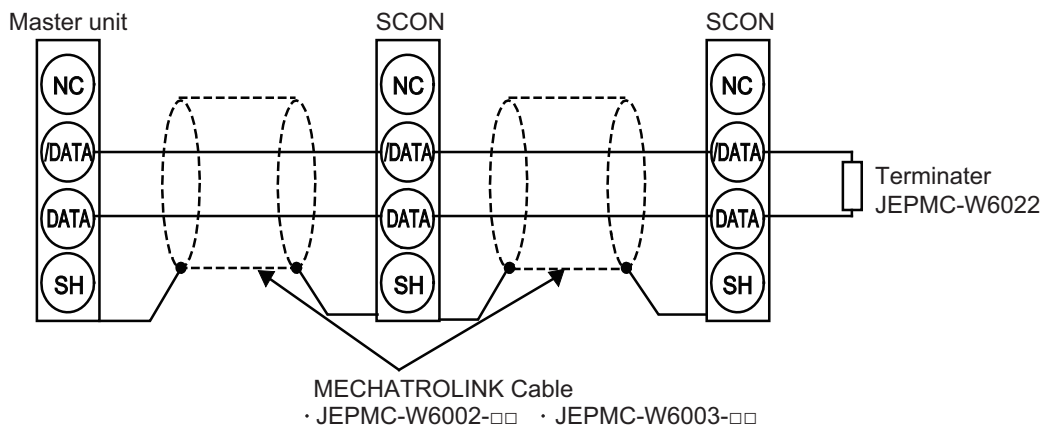 Master unit SCON SCON
NC NC NC
/DATA /DATA /DATA
Terminater
DATA DATA DATA
JEPMC-W6022
SH SH SH
MECHATROLINK Cable
・JEPMC-W6002-□□ ・JEPMC-W6003-□□